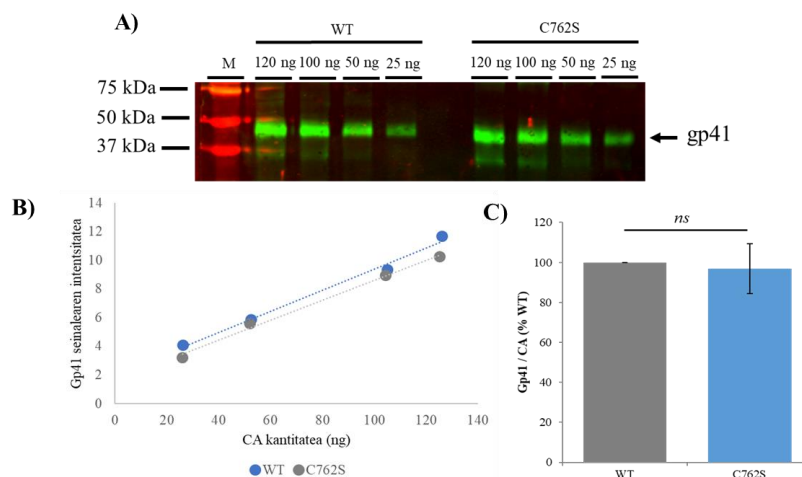 A)
WT
C762S
M
120 ng
100 ng
50 ng
25 ng
120 ng
100 ng
50 ng
25 ng
75 kDa
50 kDa
37 kDa
gp41
B)
Gp41 seinalearen intentsitatea
14
12
10
8
6
4
2
0
0
20
40
60
80
100
120
140
CA kantitatea (ng)
WT
C762S
C)
ns
Gp41 / CA (% WT)
120
100
80
60
40
20
0
WT
C762S